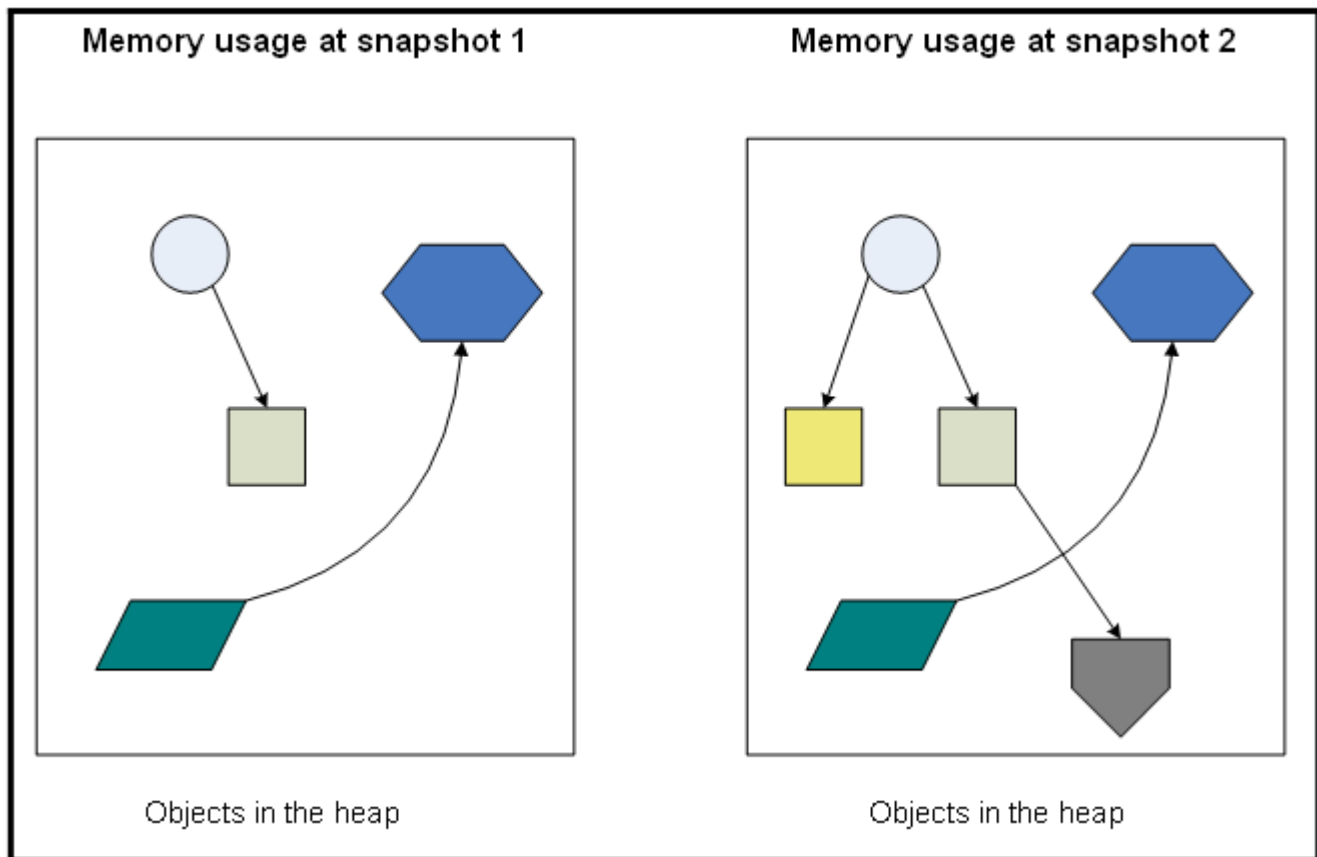 Memory usage at snapshot 1
Memory usage at snapshot 2
Objects in the heap
Objects in the heap